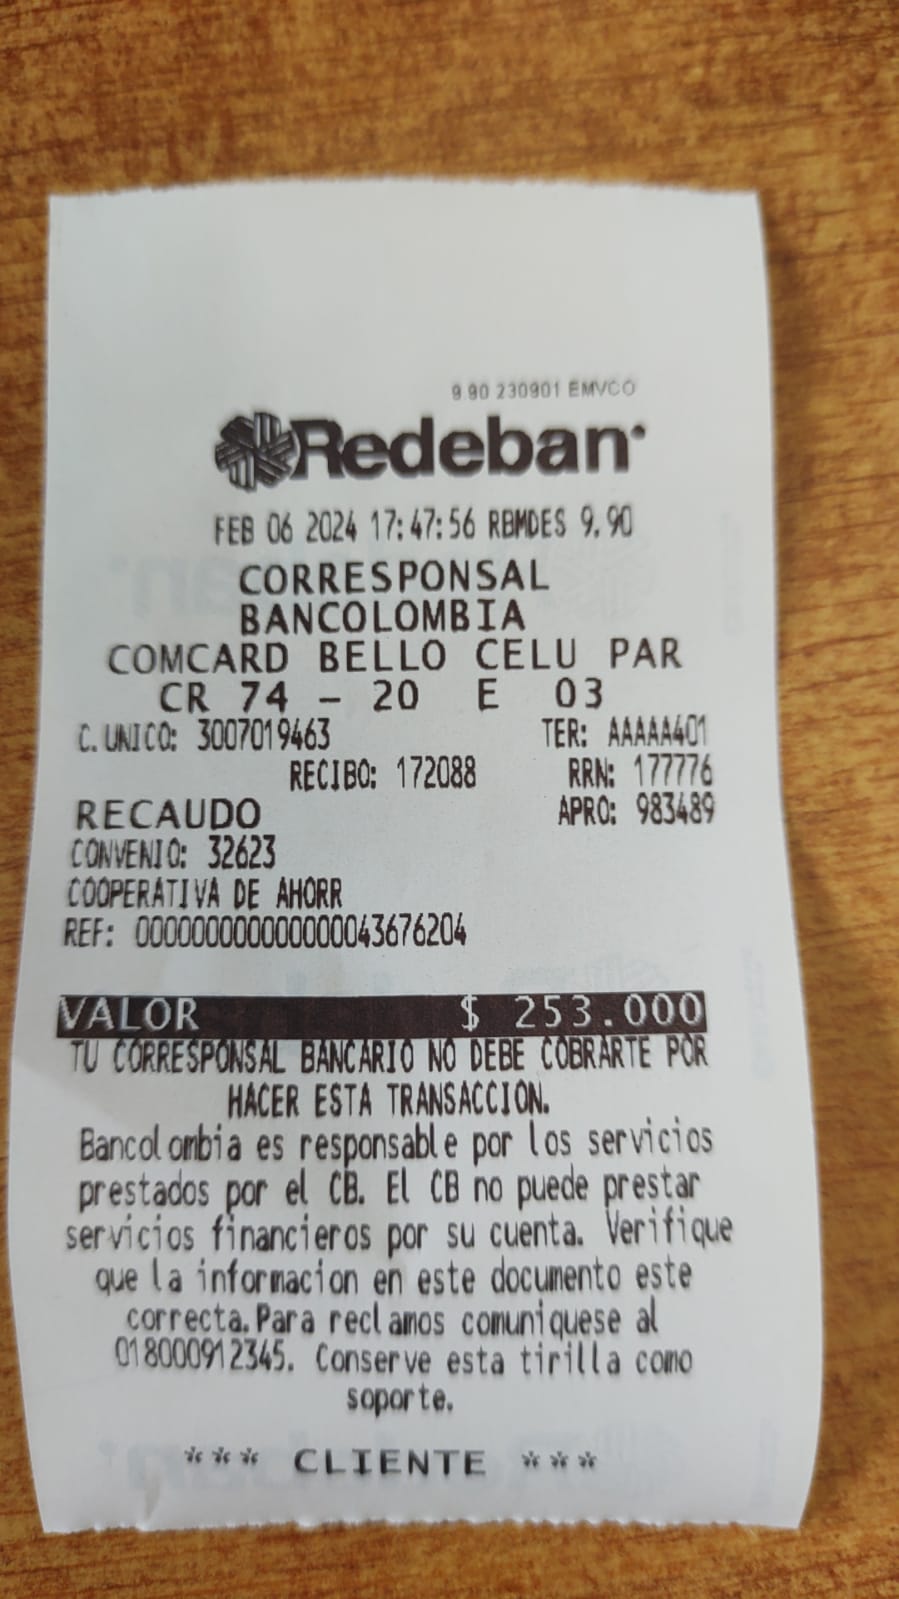 9.90 230901 EMVCO
Redeban
FEB 06 2024 17:47:56 RBMDES 9.90
CORRESPONSAL
BANCOLOMBIA
COMCARD BELLO CELU PAR
CR 74 - 20 E 03
C. UNICO: 3007019463 TER: AAAAA401
RECIBO: 172088 RRN: 177776
RECAUDO APRO: 983489
CONVENIO: 32623
COOPERATIVA DE AHORR
REF: 000000000000000043676204
VALOR $ 253.000
TU CORRESPONSAL BANCARIO NO DEBE COBRARTE POR
HACER ESTA TRANSACCION.
Bancolombia es responsable por los servicios
prestados por el CB. El CB no puede prestar
servicios financieros por su cuenta. Verifique
que la informacion en este documento este
correcta. Para reclamos comuniquese al
018000912345. Conserve esta tirilla como
soporte.
*** CLIENTE ***